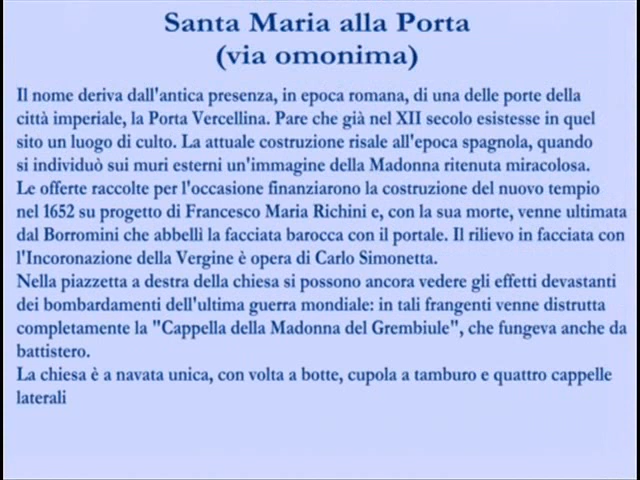 Santa Maria alla Porta
(via omonima)
Il nome deriva dall'antica presenza, in epoca romana, di una delle porte della
città imperiale, la Porta Vercellina. Pare che già nel XII secolo esistesse in quel
sito un luogo di culto. La attuale costruzione risale all'epoca spagnola, quando
si individuò sui muri esterni un'immagine della Madonna ritenuta miracolosa.
Le offerte raccolte per l'occasione finanziarono la costruzione del nuovo tempio
nel 1652 su progetto di Francesco Maria Richini e, con la sua morte, venne ultimata
dal Borromini che abbellì la facciata barocca con il portale. Il rilievo in facciata con
l'Incoronazione della Vergine è opera di Carlo Simonetta.
Nella piazzetta a destra della chiesa si possono ancora vedere gli effetti devastanti
dei bombardamenti dell'ultima guerra mondiale: in tali frangenti venne distrutta
completamente la "Cappella della Madonna del Grembiule", che fungeva anche da
battistero.
La chiesa è a navata unica, con volta a botte, cupola a tamburo e quattro cappelle
laterali